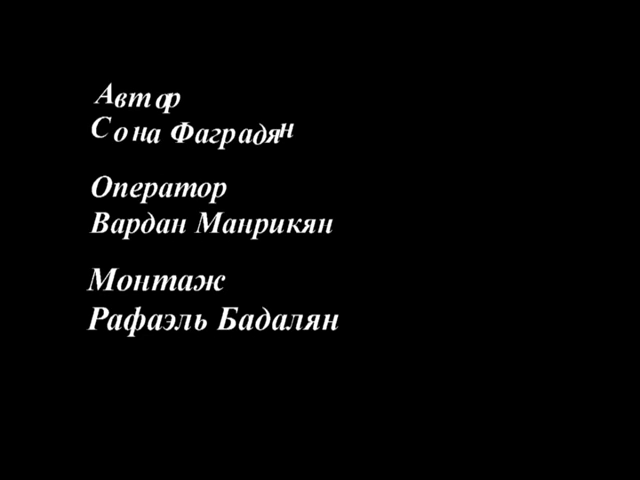 Автор
Сона Фаградян
Оператор
Вардан Манрикян
Монтаж
Рафаэль Бадалян